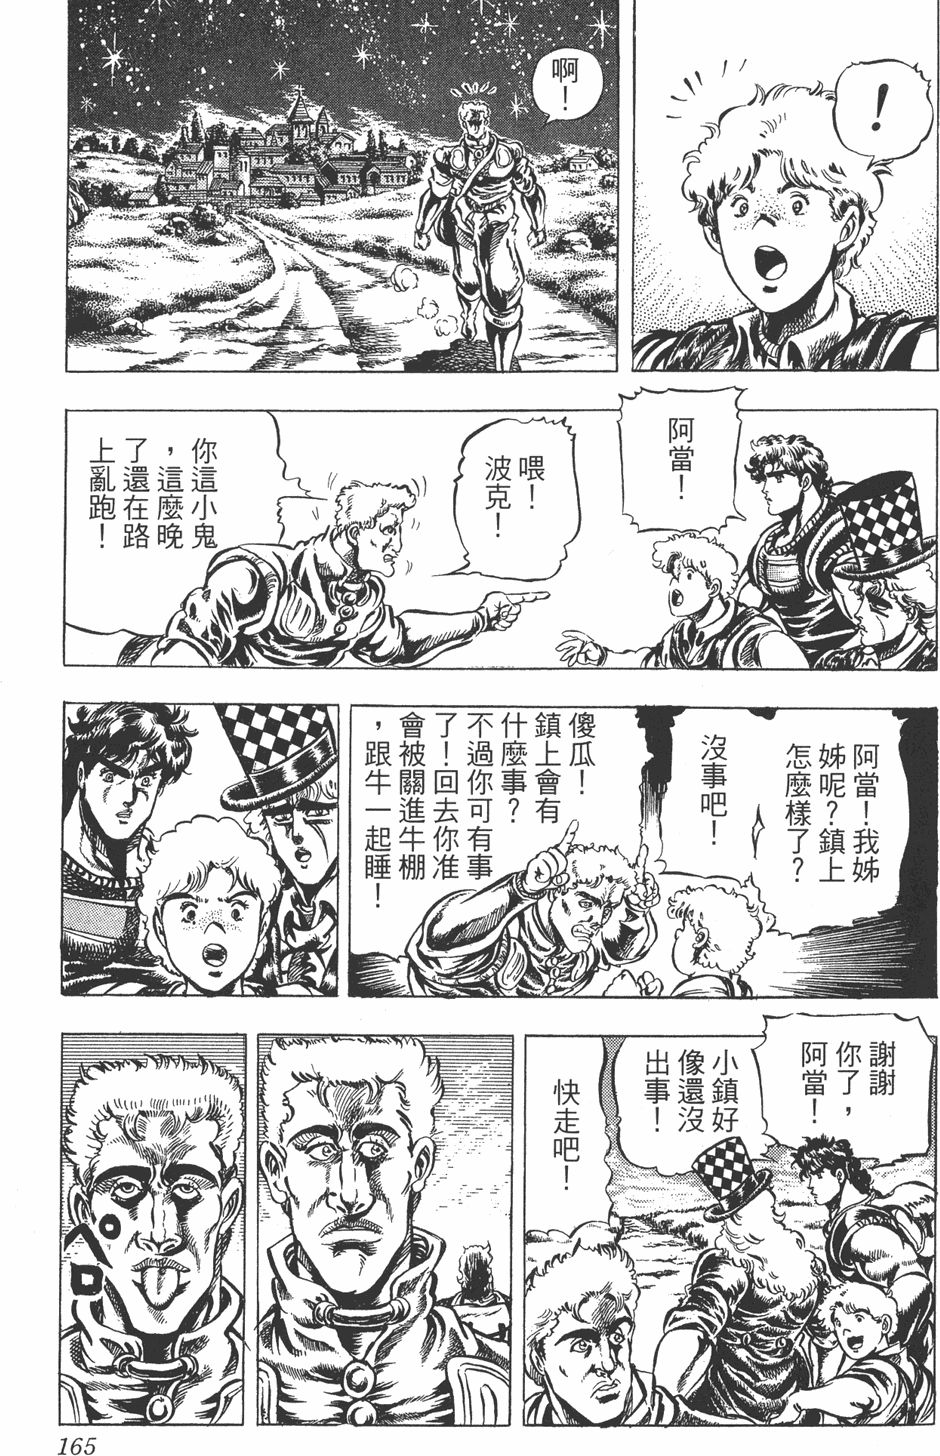 ！
啊！
阿當！
喂！
波克！
你這小鬼
，這麼晚
了還在路
上亂跑！
阿當！我姊
姊呢？鎮上
怎麼樣了？
沒事吧！
傻瓜！
鎮上會有
什麼事？
不過你可有事
了！回去你准
會被關進牛棚
，跟牛一起睡！
謝謝
你了，
阿當！
小鎮好
像還沒
出事！
快走吧！
ロ
165